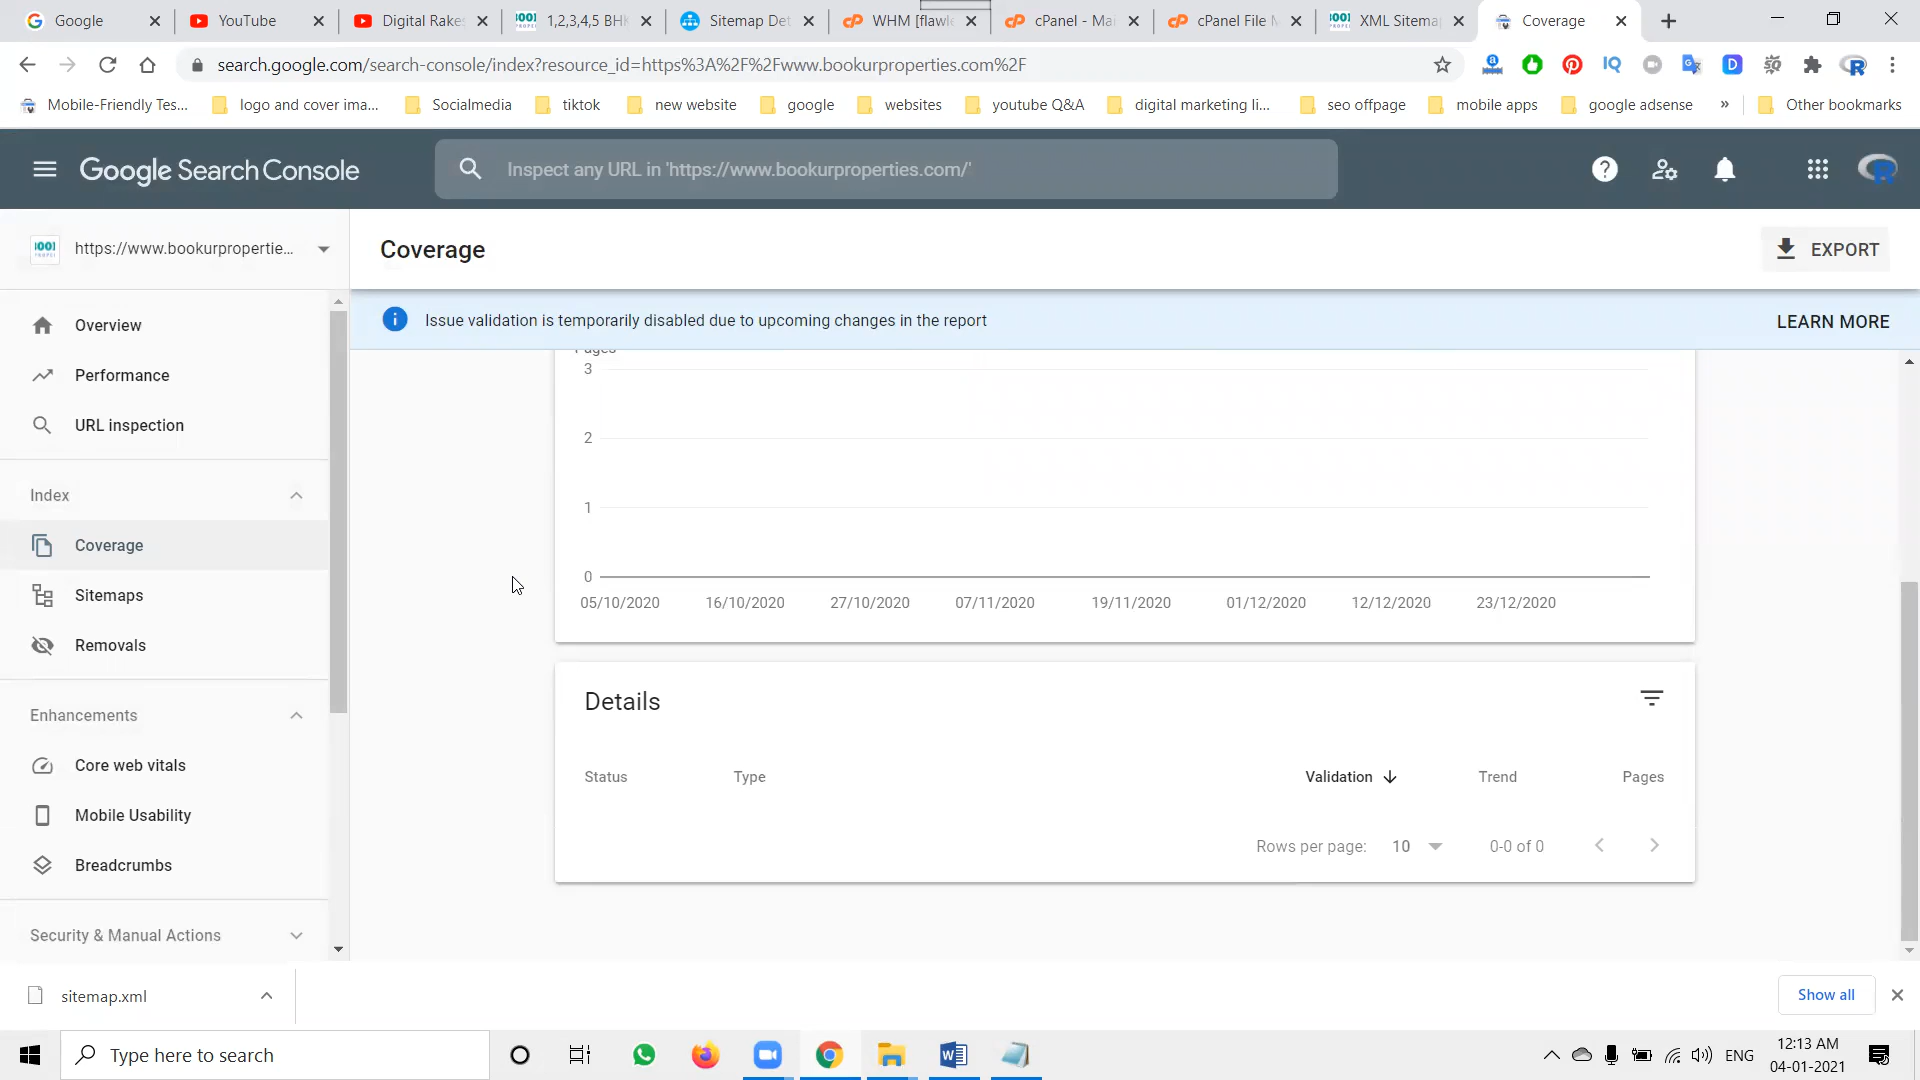 Google
YouTube
Digital Rake
1,2,3,4,5 BHK
Sitemap Det
WHM [flawle
cPanel - Mai
cPanel File M
XML Sitema
Coverage
search.google.com/search-console/index?resource_id=https%3A%2F%2Fwww.bookurproperties.com%2F
Mobile-Friendly Tes...
logo and cover ima...
Socialmedia
tiktok
new website
google
websites
youtube Q&A
digital marketing li...
seo offpage
mobile apps
google adsense
»
Other bookmarks
Google Search Console
Inspect any URL in 'https://www.bookurproperties.com/'
https://www.bookurpropertie...
Coverage
EXPORT
Issue validation is temporarily disabled due to upcoming changes in the report
LEARN MORE
Overview
Performance
URL inspection
Index
Coverage
Sitemaps
Removals
Enhancements
Core web vitals
Mobile Usability
Breadcrumbs
Security & Manual Actions
Pages
3
2
1
0
05/10/2020
16/10/2020
27/10/2020
07/11/2020
19/11/2020
01/12/2020
12/12/2020
23/12/2020
Details
Status
Type
Validation
Trend
Pages
Rows per page:
10
0-0 of 0
sitemap.xml
Show all
Type here to search
ENG
12:13 AM
04-01-2021